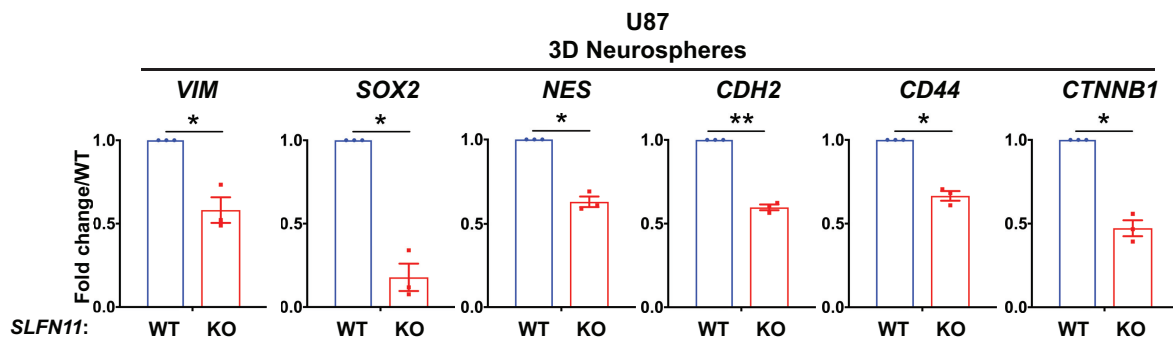 U87
3D Neurospheres
VIM SOX2 NES CDH2 CD44 CTNNB1
* * * ** * *
Fold change/WT
1.0 1.0 1.0 1.0 1.0 1.0
0.5 0.5 0.5 0.5 0.5 0.5
0.0 0.0 0.0 0.0 0.0 0.0
SLFN11: WT KO WT KO WT KO WT KO WT KO WT KO